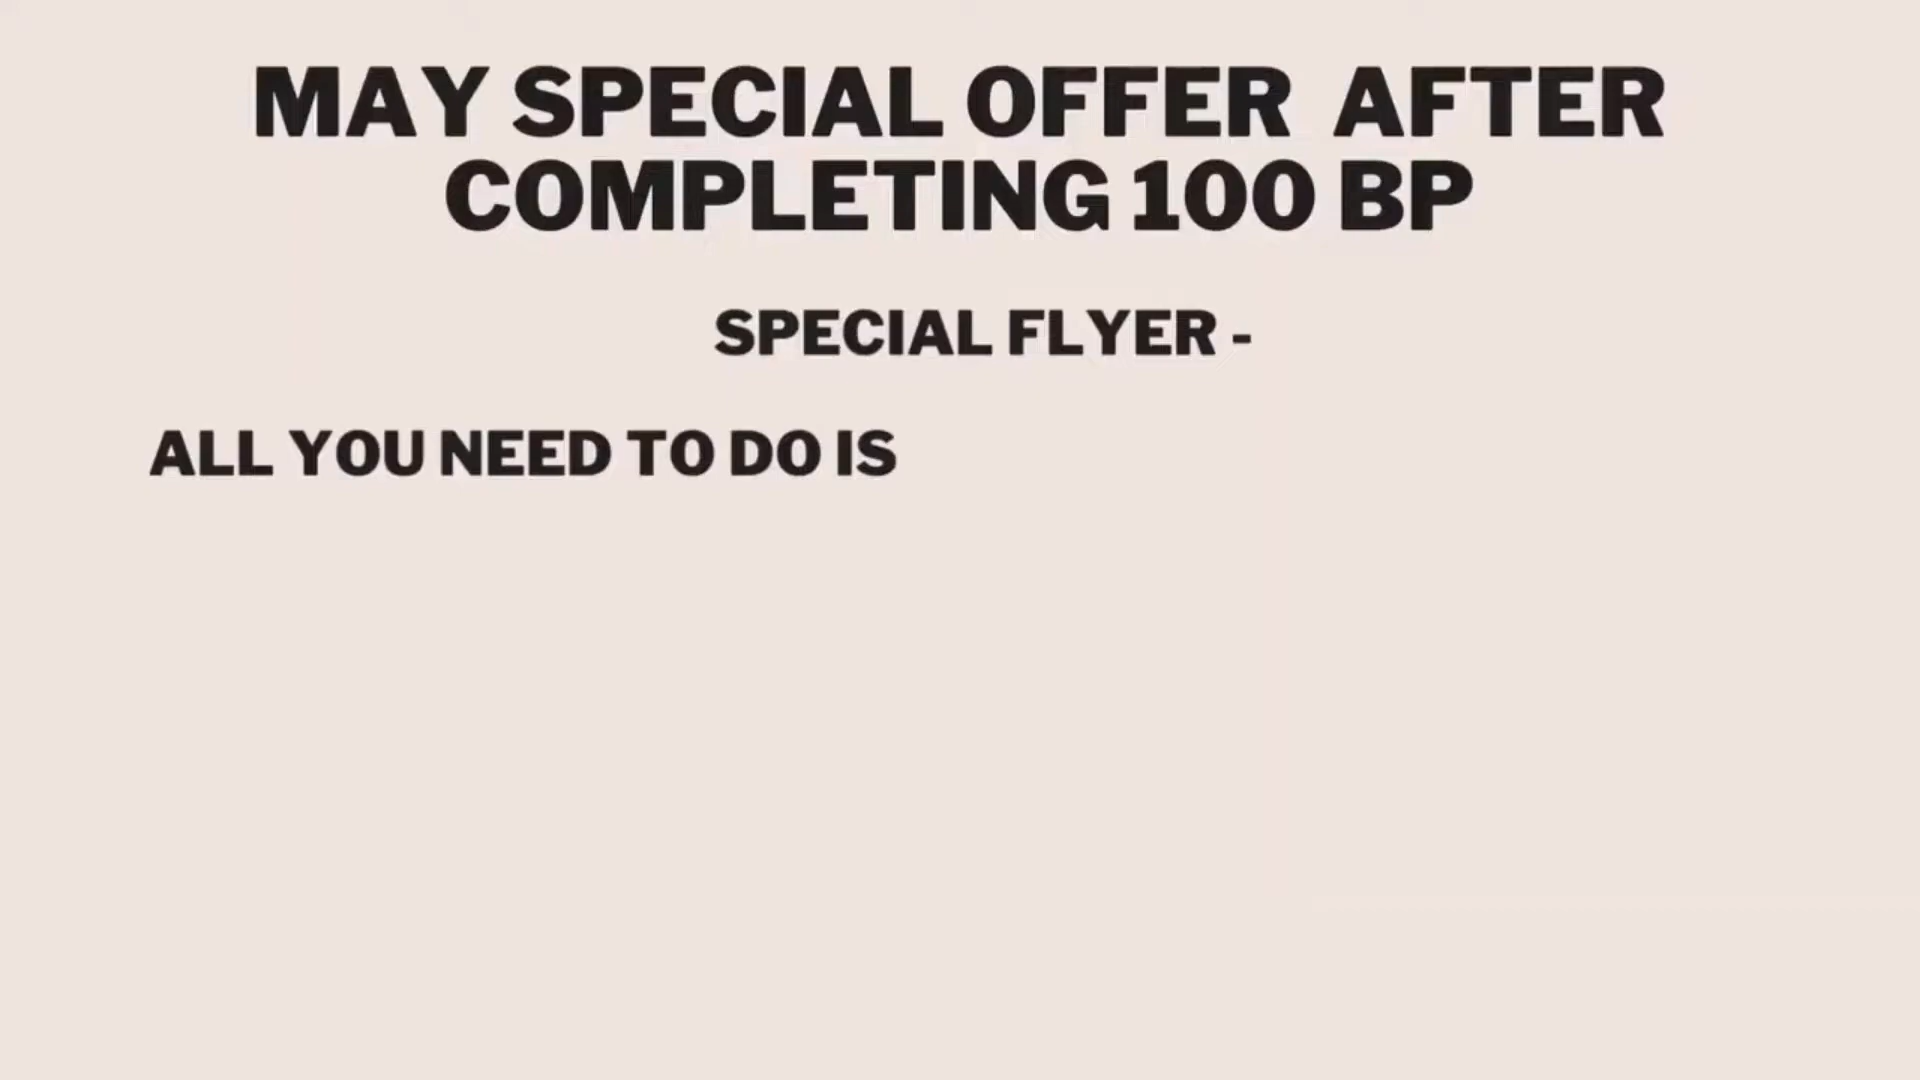 MAY SPECIAL OFFER AFTER
COMPLETING 100 BP
SPECIAL FLYER -
ALL YOU NEED TO DO IS